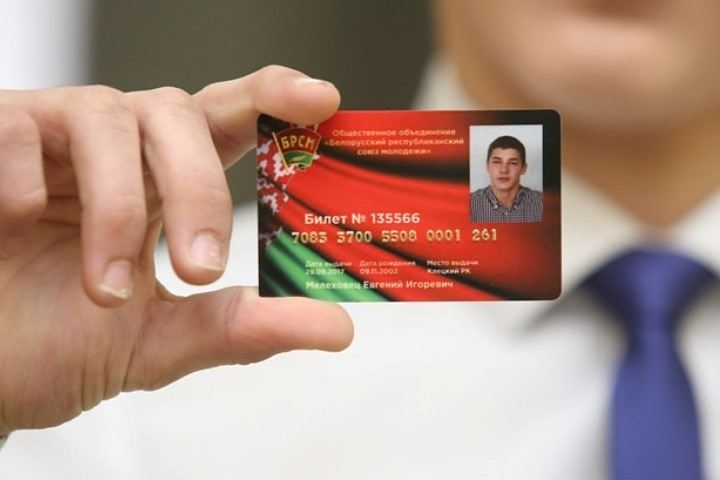 БРСМ
Общественное объединение
«Белорусский республиканский
союз молодежи»
Билет № 135566
7083 3700 5508 0001 261
Дата выдачи Дата рождения Место выдачи
29.09.2017 09.11.2002 Клецкий РК
Мелеховец Евгений Игоревич